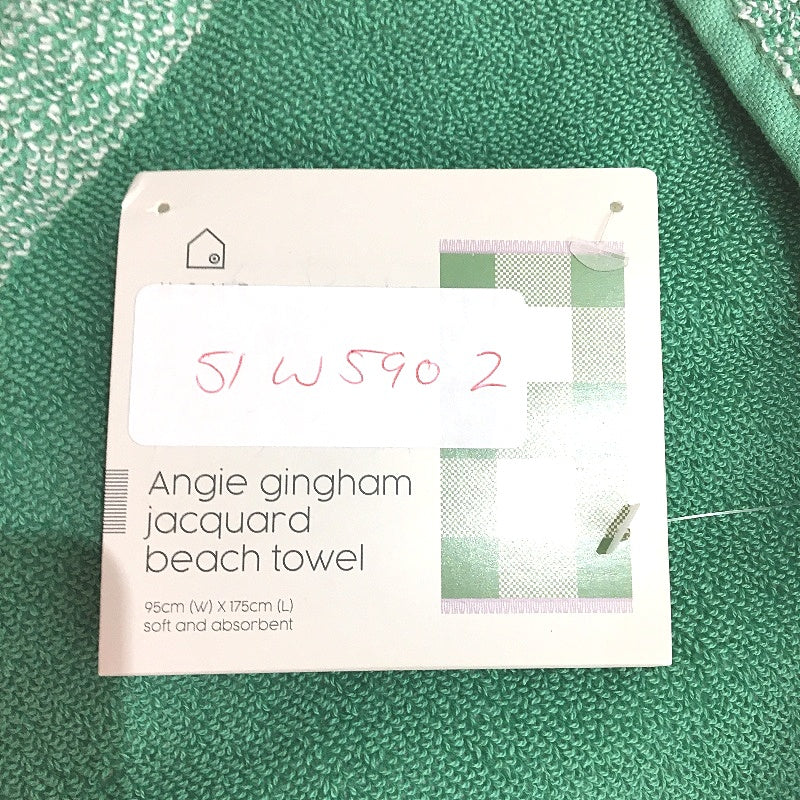 51 W 590 2
Angie gingham
jacquard
beach towel
95cm (W) X 175cm (L)
soft and absorbent